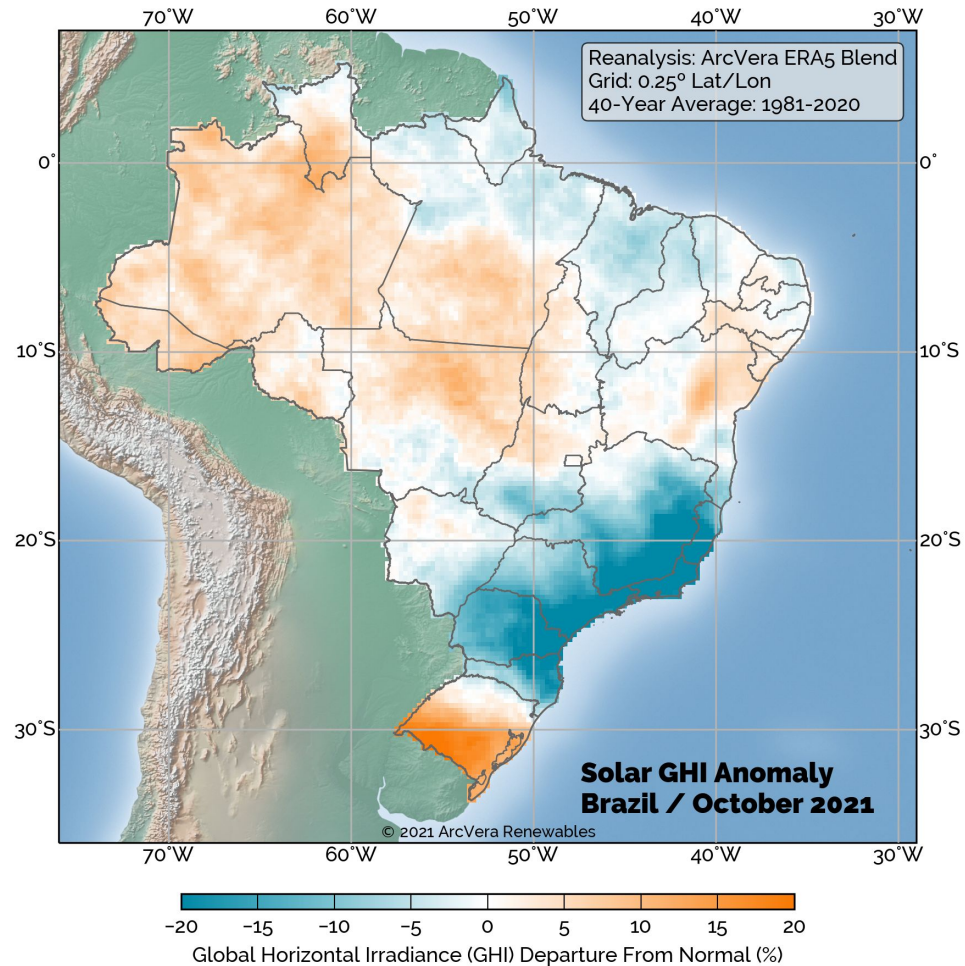 70°W 60°W 50°W 40°W 30°W
Reanalysis: ArcVera ERA5 Blend
Grid: 0.25º Lat/Lon
40-Year Average: 1981-2020
0° 0°
10°S 10°S
20°S 20°S
30°S 30°S
Solar GHI Anomaly
Brazil / October 2021
© 2021 ArcVera Renewables
70°W 60°W 50°W 40°W 30°W
−20 −15 −10 −5 0 5 10 15 20
Global Horizontal Irradiance (GHI) Departure From Normal (%)